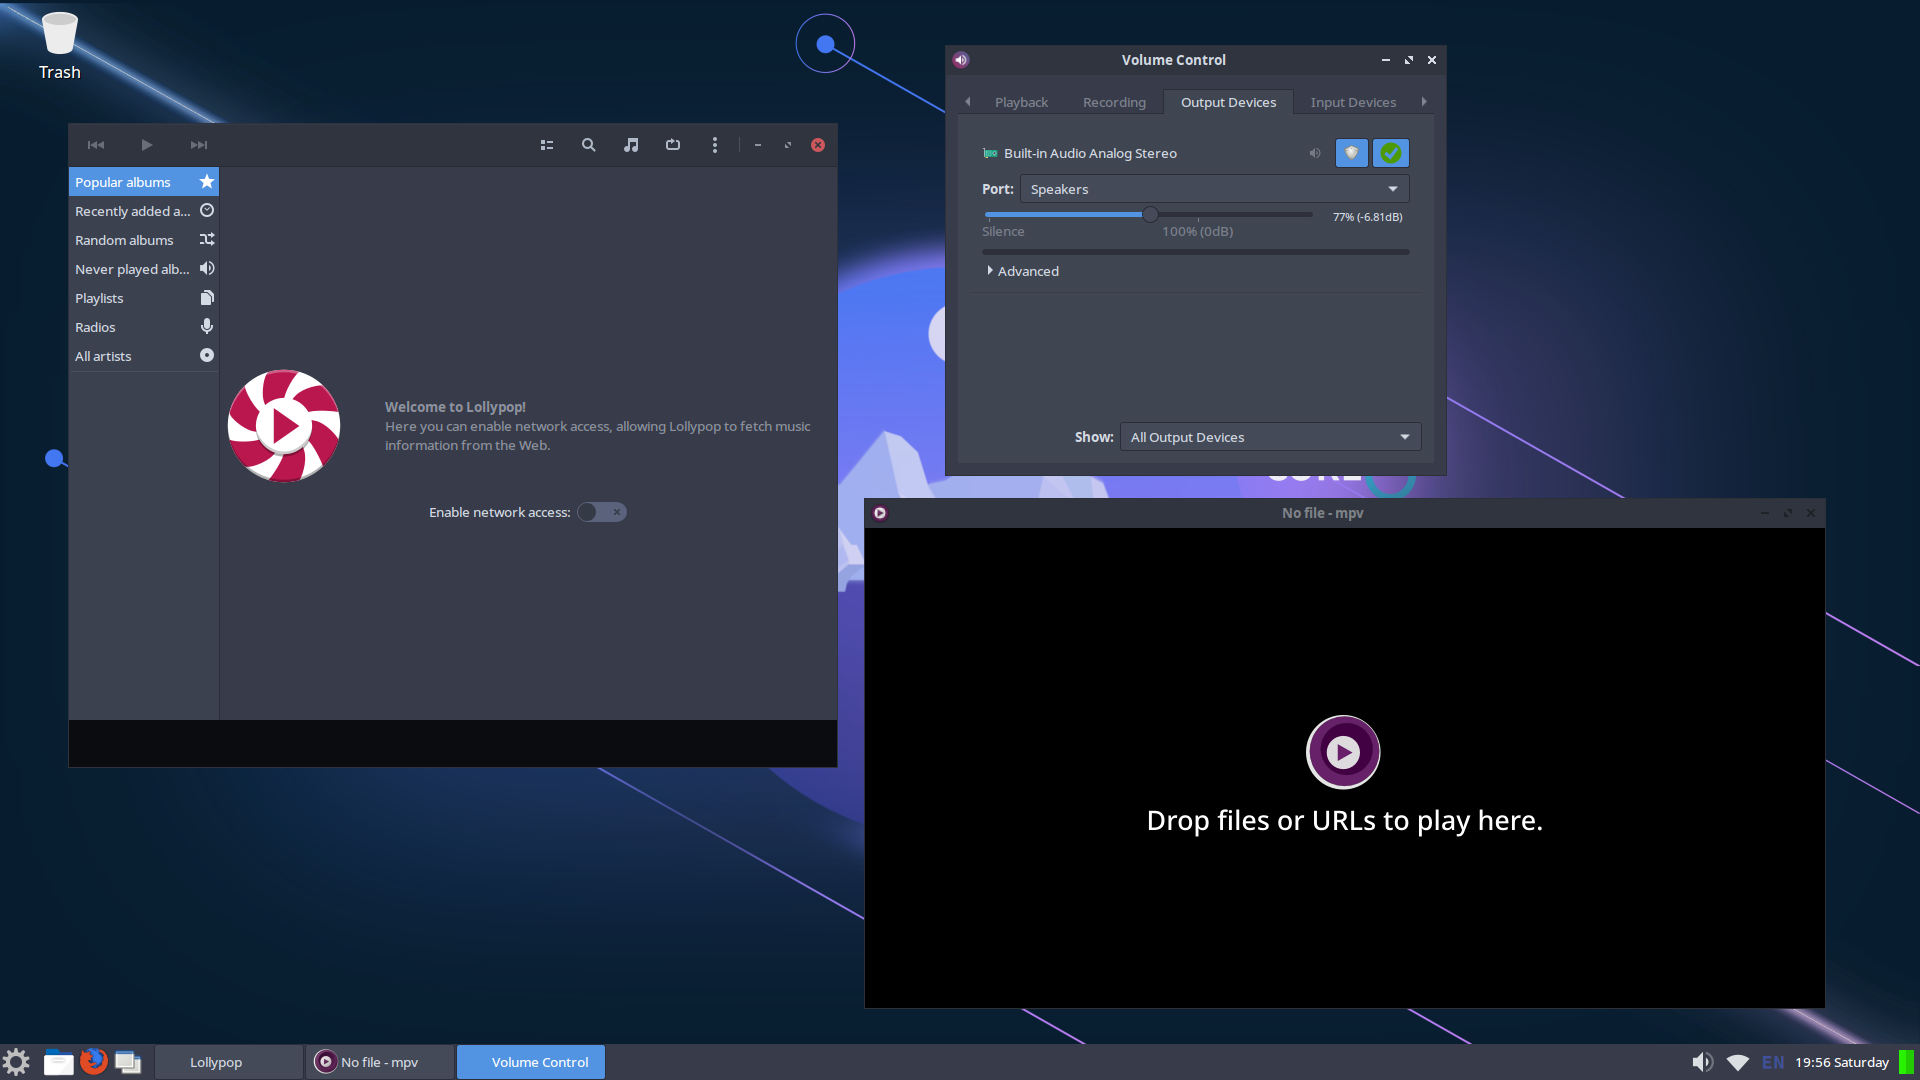 Trash
Popular albums
Recently added a...
Random albums
Never played alb...
Playlists
Radios
All artists
Welcome to Lollypop!
Here you can enable network access, allowing Lollypop to fetch music
information from the Web.
Enable network access:
Volume Control
Playback Recording Output Devices Input Devices
Built-in Audio Analog Stereo
Port: Speakers
77% (-6.81dB)
Silence 100% (0dB)
Advanced
Show: All Output Devices
No file - mpv
Drop files or URLs to play here.
Lollypop No file - mpv Volume Control
EN 19:56 Saturday